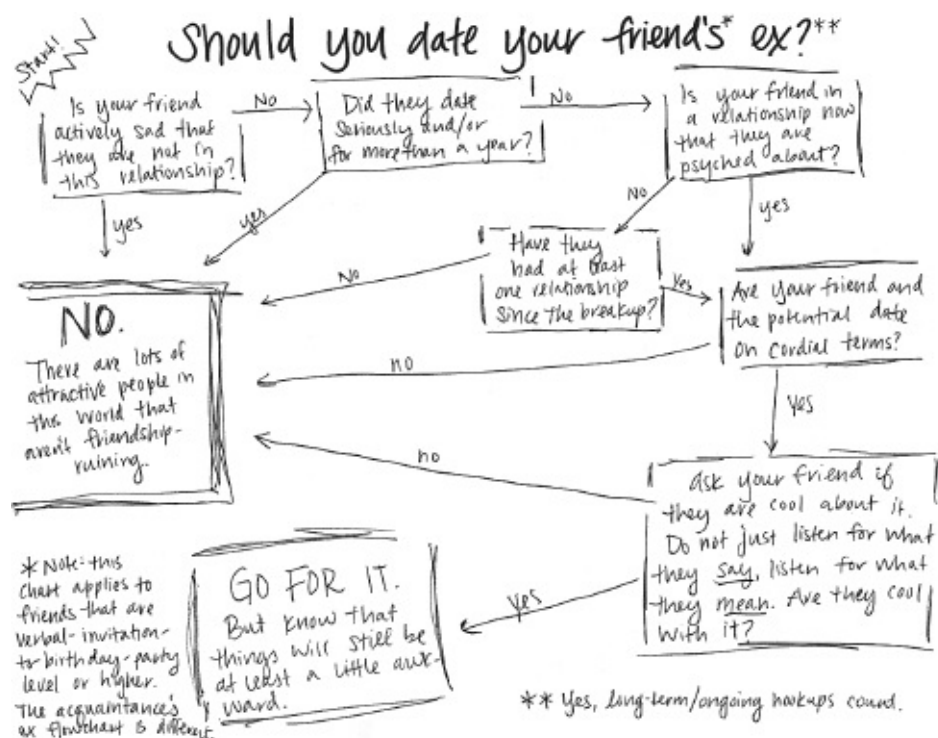 Should you date your friend's* ex?**
Start!
Is your friend
actively sad that
they are not in
this relationship?
No
Did they date
seriously and/or
for more than a year?
No
Is your friend in
a relationship now
that they are
psyched about?
yes
yes
No
yes
Have they
had at least
one relationship
since the breakup?
No
Yes
Are your friend and
the potential date
on cordial terms?
no
Yes
NO.
There are lots of
attractive people in
this world that
aren't friendship-
ruining.
no
Ask your friend if
they are cool about it.
Do not just listen for what
they say, listen for what
they mean. Are they cool
with it?
yes
GO FOR IT.
But know that
things will still be
at least a little awk-
ward.
* Note: this
chart applies to
friends that are
verbal-invitation-
to-birthday-party
level or higher.
The acquaintance's
ex flowchart is different.
** Yes, long-term/ongoing hookups count.